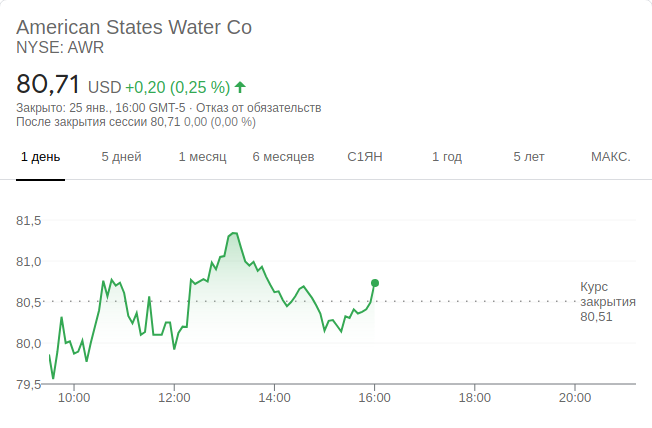 American States Water Co
NYSE: AWR
80,71 USD +0,20 (0,25 %)
Закрыто: 25 янв., 16:00 GMT-5 · Отказ от обязательств
После закрытия сессии 80,71 0,00 (0,00 %)
1 день 5 дней 1 месяц 6 месяцев С1ЯН 1 год 5 лет МАКС.
81,5
81,0
80,5
80,0
79,5
Курс
закрытия
80,51
10:00 12:00 14:00 16:00 18:00 20:00